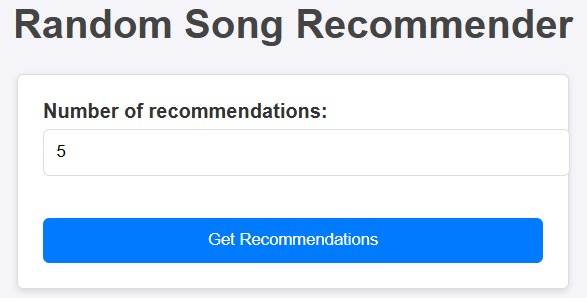 Random Song Recommender
Number of recommendations:
5
Get Recommendations